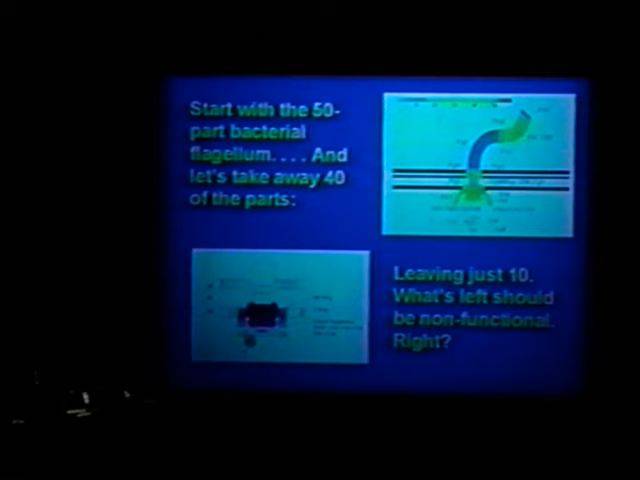 Start with the 50-
part bacterial
flagellum. . . . And
let's take away 40
of the parts:
Leaving just 10.
What's left should
be non-functional.
Right?